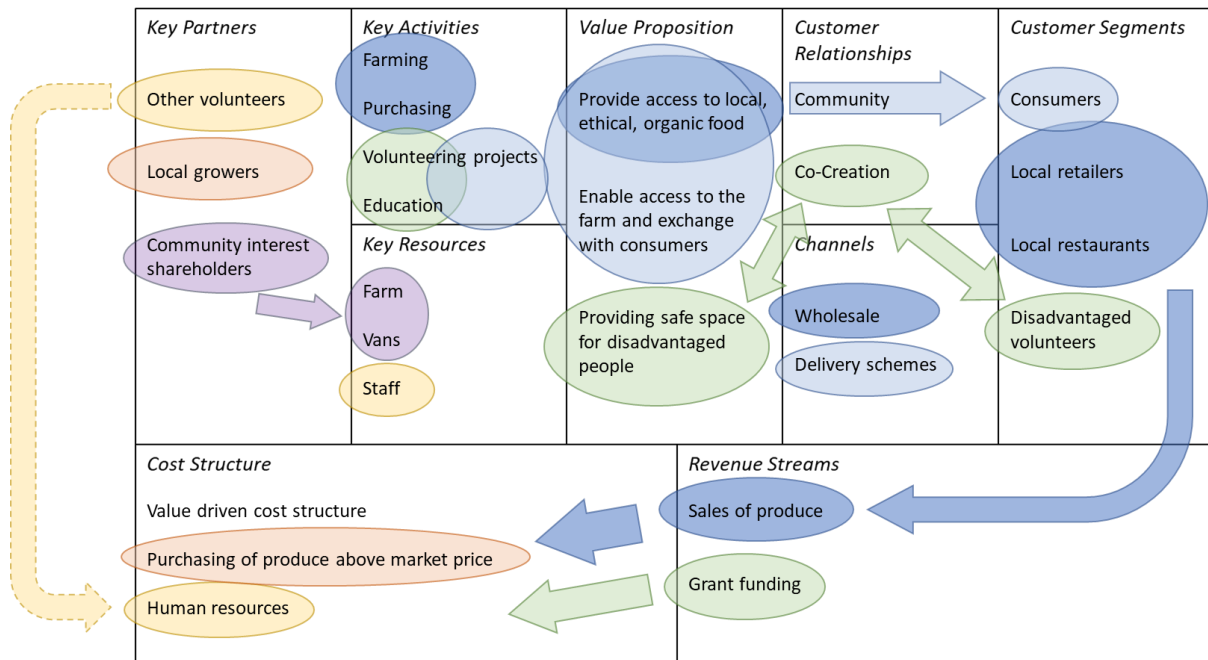 Key Partners
Other volunteers
Local growers
Community interest
shareholders
Key Activities
Farming
Purchasing
Volunteering projects
Education
Key Resources
Farm
Vans
Staff
Value Proposition
Provide access to local,
ethical, organic food
Enable access to the
farm and exchange
with consumers
Providing safe space
for disadvantaged
people
Customer
Relationships
Community
Co-Creation
Channels
Wholesale
Delivery schemes
Customer Segments
Consumers
Local retailers
Local restaurants
Disadvantaged
volunteers
Cost Structure
Value driven cost structure
Purchasing of produce above market price
Human resources
Revenue Streams
Sales of produce
Grant funding